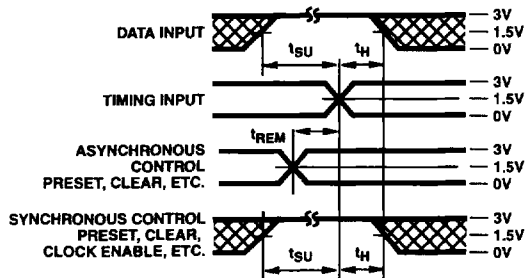 DATA INPUT
tSU
tH
3V
1.5V
0V
TIMING INPUT
3V
1.5V
0V
tREM
ASYNCHRONOUS
CONTROL
PRESET, CLEAR, ETC.
3V
1.5V
0V
SYNCHRONOUS CONTROL
PRESET, CLEAR,
CLOCK ENABLE, ETC.
tSU
tH
3V
1.5V
0V